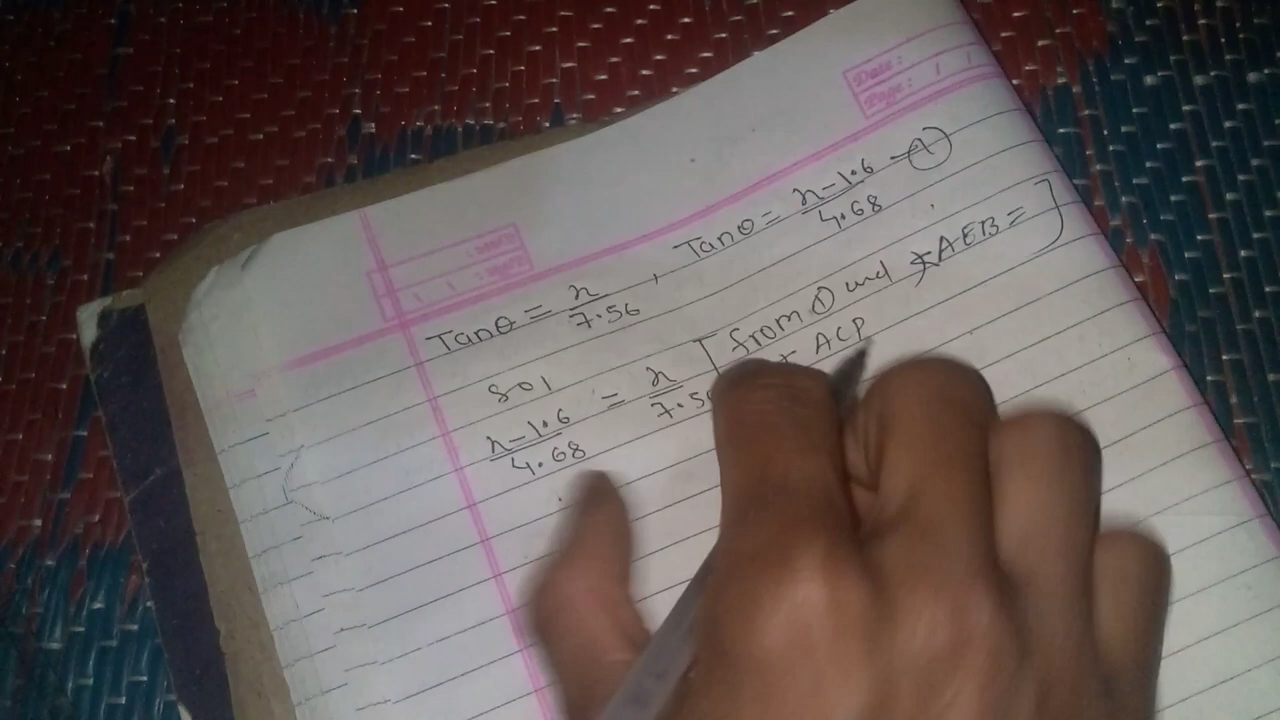 Date:
Page:
Tanθ = x/7.56 , Tanθ = x-1.6/4.68 -①
[from ① and *AEB = ]
so, x-1.6/4.68 = x/7.56
* ACP